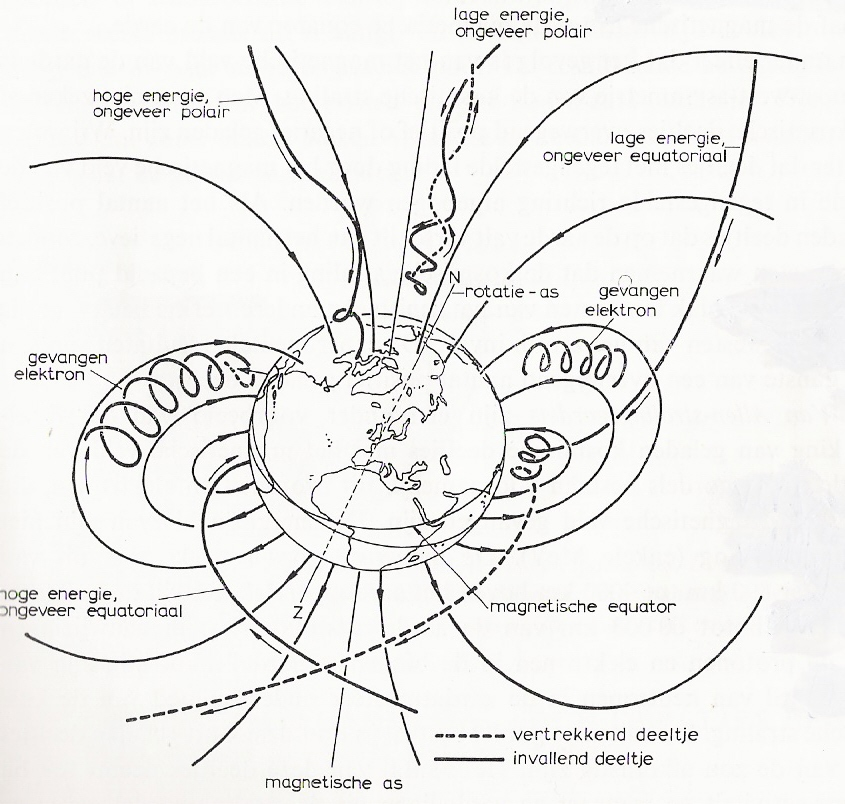 lage energie,
ongeveer polair
hoge energie,
ongeveer polair
lage energie,
ongeveer equatoriaal
N
rotatie-as
gevangen
elektron
gevangen
elektron
hoge energie,
ongeveer equatoriaal
Z
magnetische equator
vertrekkend deeltje
invallend deeltje
magnetische as